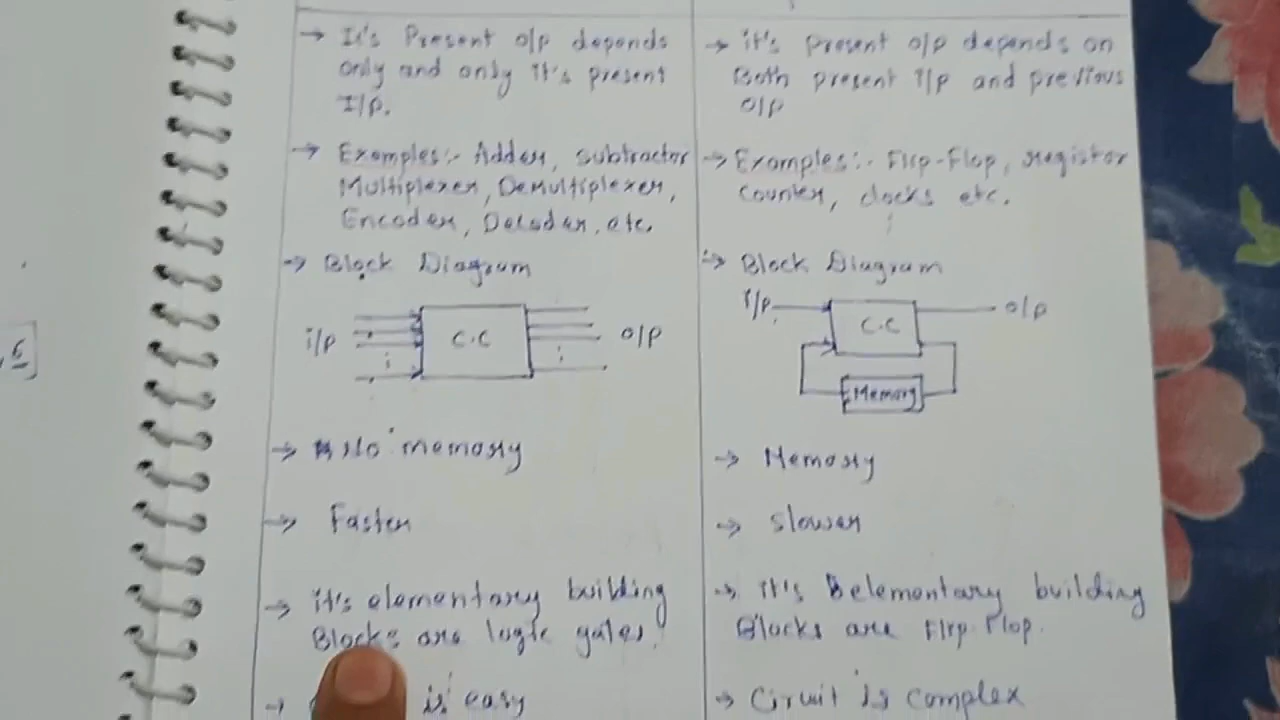 → It's Present o/p depends
only and only it's present
I/p.
→ Examples:- Adder, subtractor
Multiplexer, Demultiplexer,
Encoder, Decoder, etc.
→ Block Diagram
i/p
C.C
o/p
→ No memory
→ Faster
→ it's elementary building
Blocks are logic gates.
→ is easy
→ it's present o/p depends on
Both present i/p and previous
o/p
→ Examples:- Flip-Flop, register
counter, clocks etc.
→ Block Diagram
I/p
C.C
o/p
Memory
→ Memory
→ slower
→ it's elementary building
Blocks are Flip Flop.
→ Circuit is complex
6